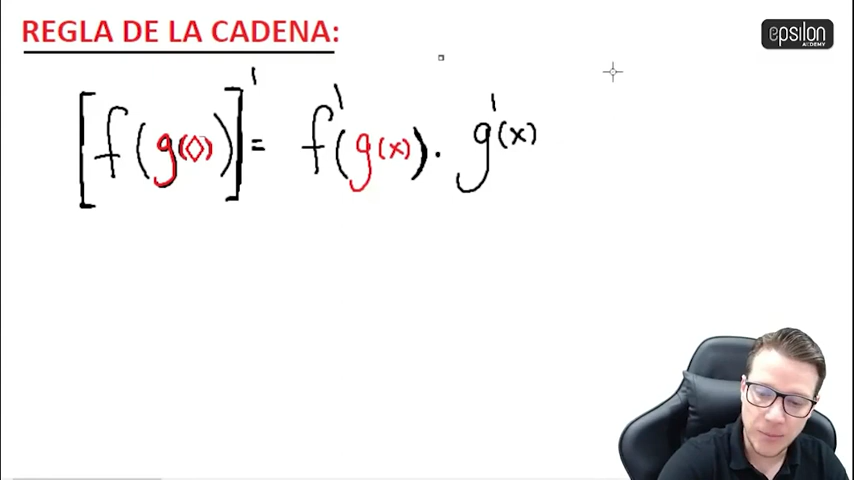 REGLA DE LA CADENA:
epsilon
ACADEMY
[f(g(◇))]' = f'(g(x)) · g'(x)